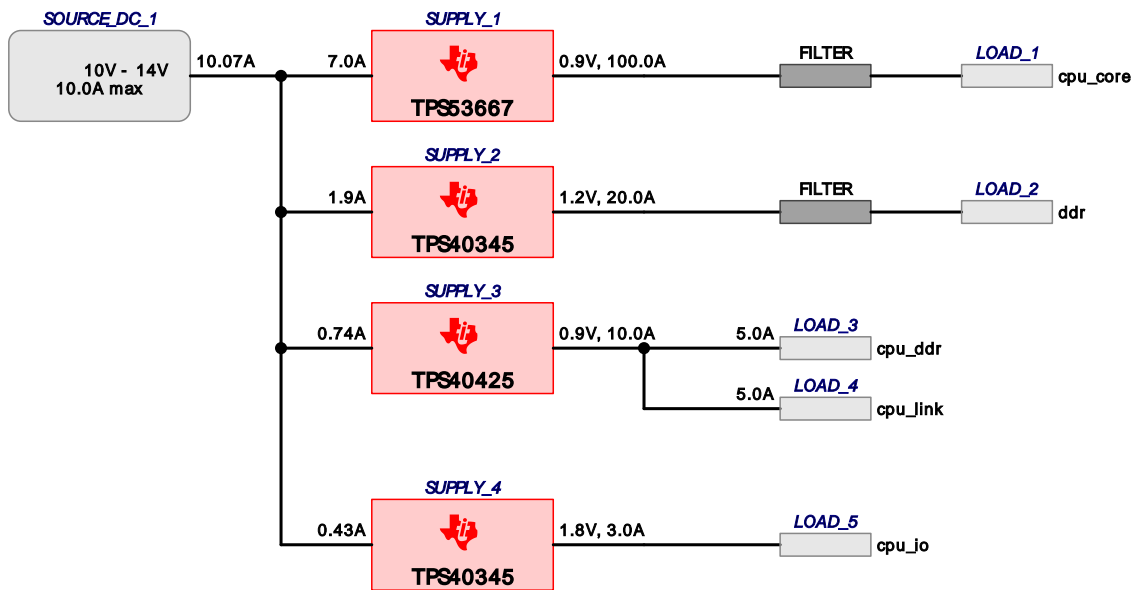 SOURCE_DC_1
10V - 14V
10.0A max
10.07A
7.0A
SUPPLY_1
TPS53667
0.9V, 100.0A
FILTER
LOAD_1
cpu_core
1.9A
SUPPLY_2
TPS40345
1.2V, 20.0A
FILTER
LOAD_2
ddr
0.74A
SUPPLY_3
TPS40425
0.9V, 10.0A
5.0A
LOAD_3
cpu_ddr
5.0A
LOAD_4
cpu_link
0.43A
SUPPLY_4
TPS40345
1.8V, 3.0A
LOAD_5
cpu_io